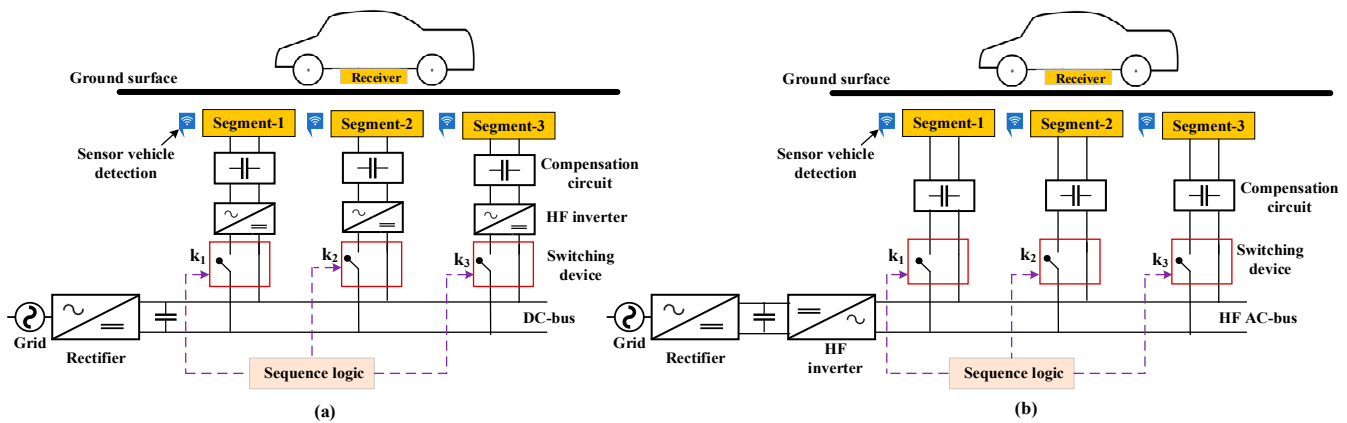 Ground surface
Receiver
Segment-1
Segment-2
Segment-3
Sensor vehicle
detection
Compensation
circuit
HF inverter
k1
k2
k3
Switching
device
DC-bus
Grid
Rectifier
Sequence logic
(a)
Ground surface
Receiver
Segment-1
Segment-2
Segment-3
Sensor vehicle
detection
Compensation
circuit
k1
k2
k3
Switching
device
HF AC-bus
Grid
Rectifier
HF
inverter
Sequence logic
(b)